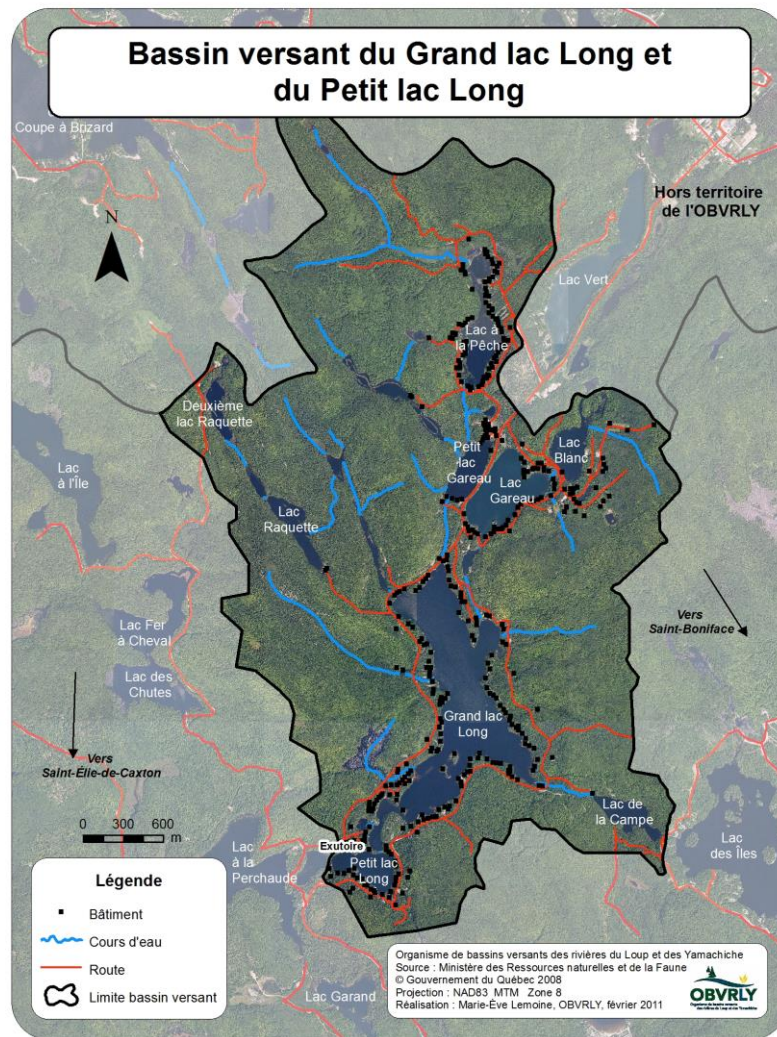 Bassin versant du Grand lac Long et
du Petit lac Long
Coupe à Brizard
N
Hors territoire
de l'OBVRLY
Lac Vert
Lac à
la Pêche
Deuxième
lac Raquette
Lac
à l'Île
Petit
lac
Gareau
Lac
Blanc
Lac
Gareau
Lac
Raquette
Lac Fer
à Cheval
Lac des
Chutes
Vers
Saint-Boniface
Grand lac
Long
Vers
Saint-Élie-de-Caxton
Lac de
la Campe
0 300 600
m
Lac
des Îles
Lac
à la
Perchaude
Exutoire
Petit lac
Long
Légende
Bâtiment
Cours d'eau
Route
Limite bassin versant
Lac Garand
Organisme de bassins versants des rivières du Loup et des Yamachiche
Source : Ministère des Ressources naturelles et de la Faune
© Gouvernement du Québec 2008
Projection : NAD83 MTM Zone 8
Réalisation : Marie-Ève Lemoine, OBVRLY, février 2011
OBVRLY